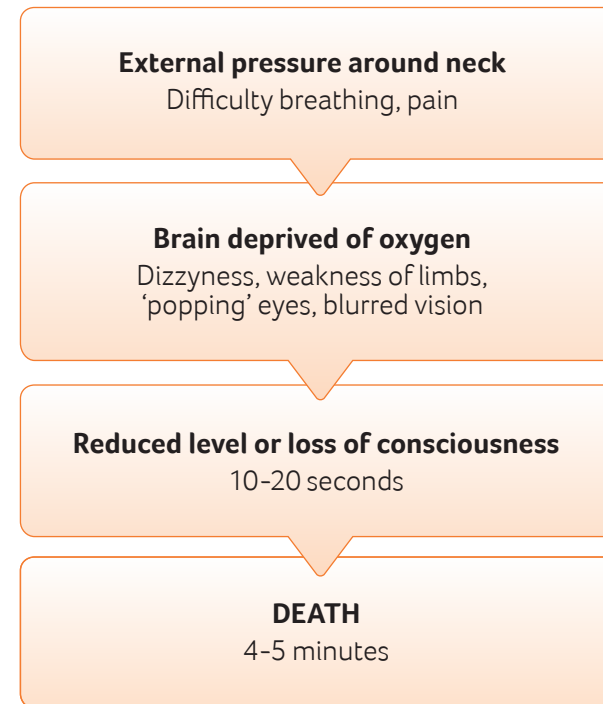 External pressure around neck
Difficulty breathing, pain
Brain deprived of oxygen
Dizzyness, weakness of limbs,
‘popping’ eyes, blurred vision
Reduced level or loss of consciousness
10-20 seconds
DEATH
4-5 minutes